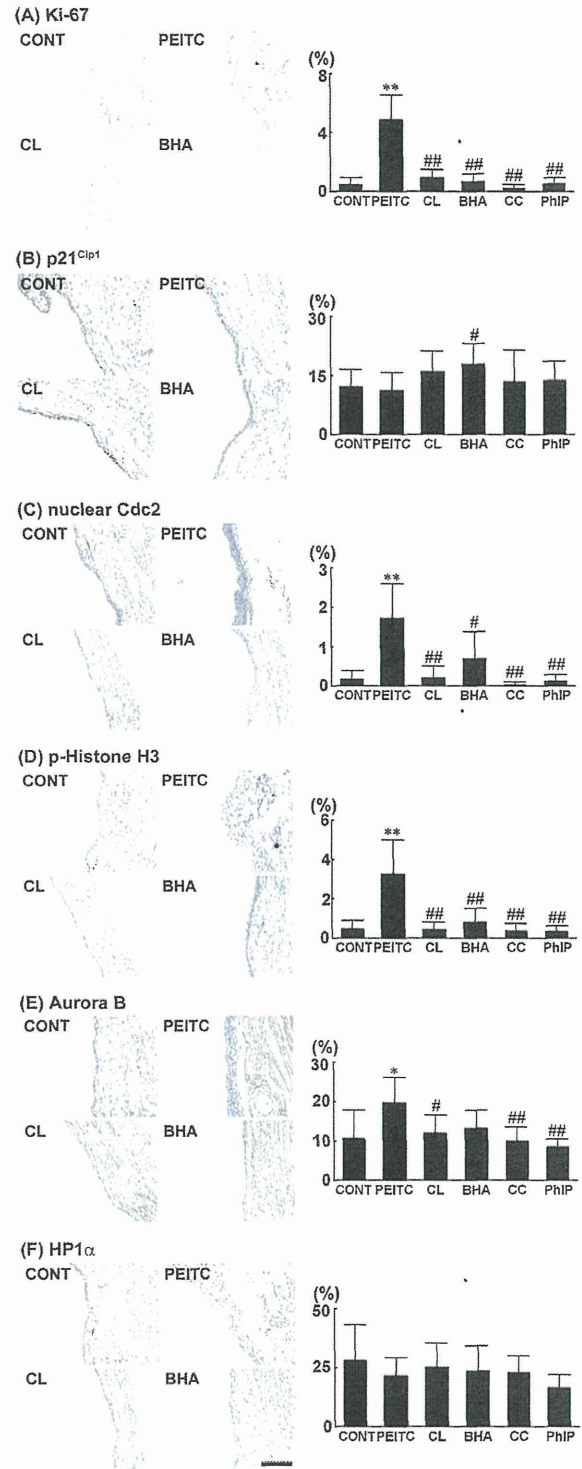 (A) Ki-67
CONT PEITC
CL BHA
(%)
8
4
0
** ## ## ## ##
CONT PEITC CL BHA CC PhIP
(B) p21Cip1
CONT PEITC
CL BHA
(%)
30
15
0
#
CONT PEITC CL BHA CC PhIP
(C) nuclear Cdc2
CONT PEITC
CL BHA
(%)
3
2
1
0
** ## # ## ##
CONT PEITC CL BHA CC PhIP
(D) p-Histone H3
CONT PEITC
CL BHA
(%)
6
4
2
0
** ## ## ## ##
CONT PEITC CL BHA CC PhIP
(E) Aurora B
CONT PEITC
CL BHA
(%)
30
20
10
0
* # ## ##
CONT PEITC CL BHA CC PhIP
(F) HP1α
CONT PEITC
CL BHA
(%)
50
25
0
CONT PEITC CL BHA CC PhIP